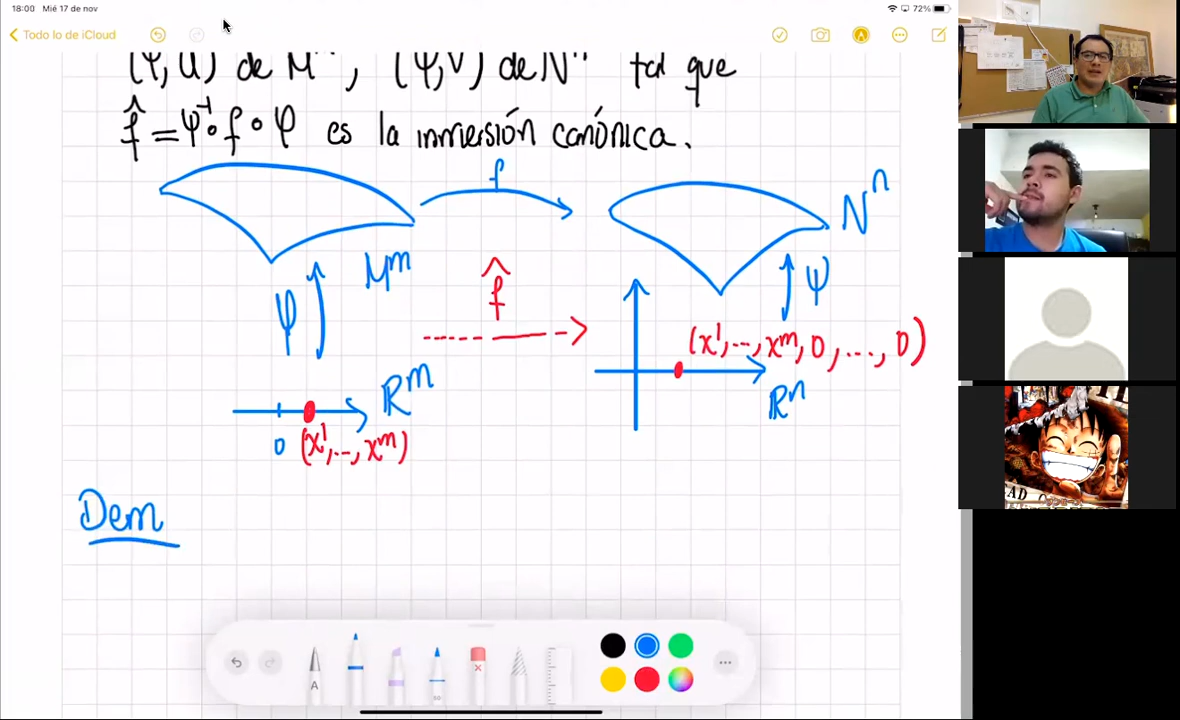 18:00 Mié 17 de nov
72%
Todo lo de iCloud
(φ, U) de M^m, (ψ, V) de N^n tal que
f̂ = ψ⁻¹∘f∘φ es la inmersión canónica.
f
N^n
M^m
φ
f̂
ψ
(x¹,..,x^m,0,...,0)
ℝ^m
ℝ^n
0 (x¹,..,x^m)
Dem
A
AD